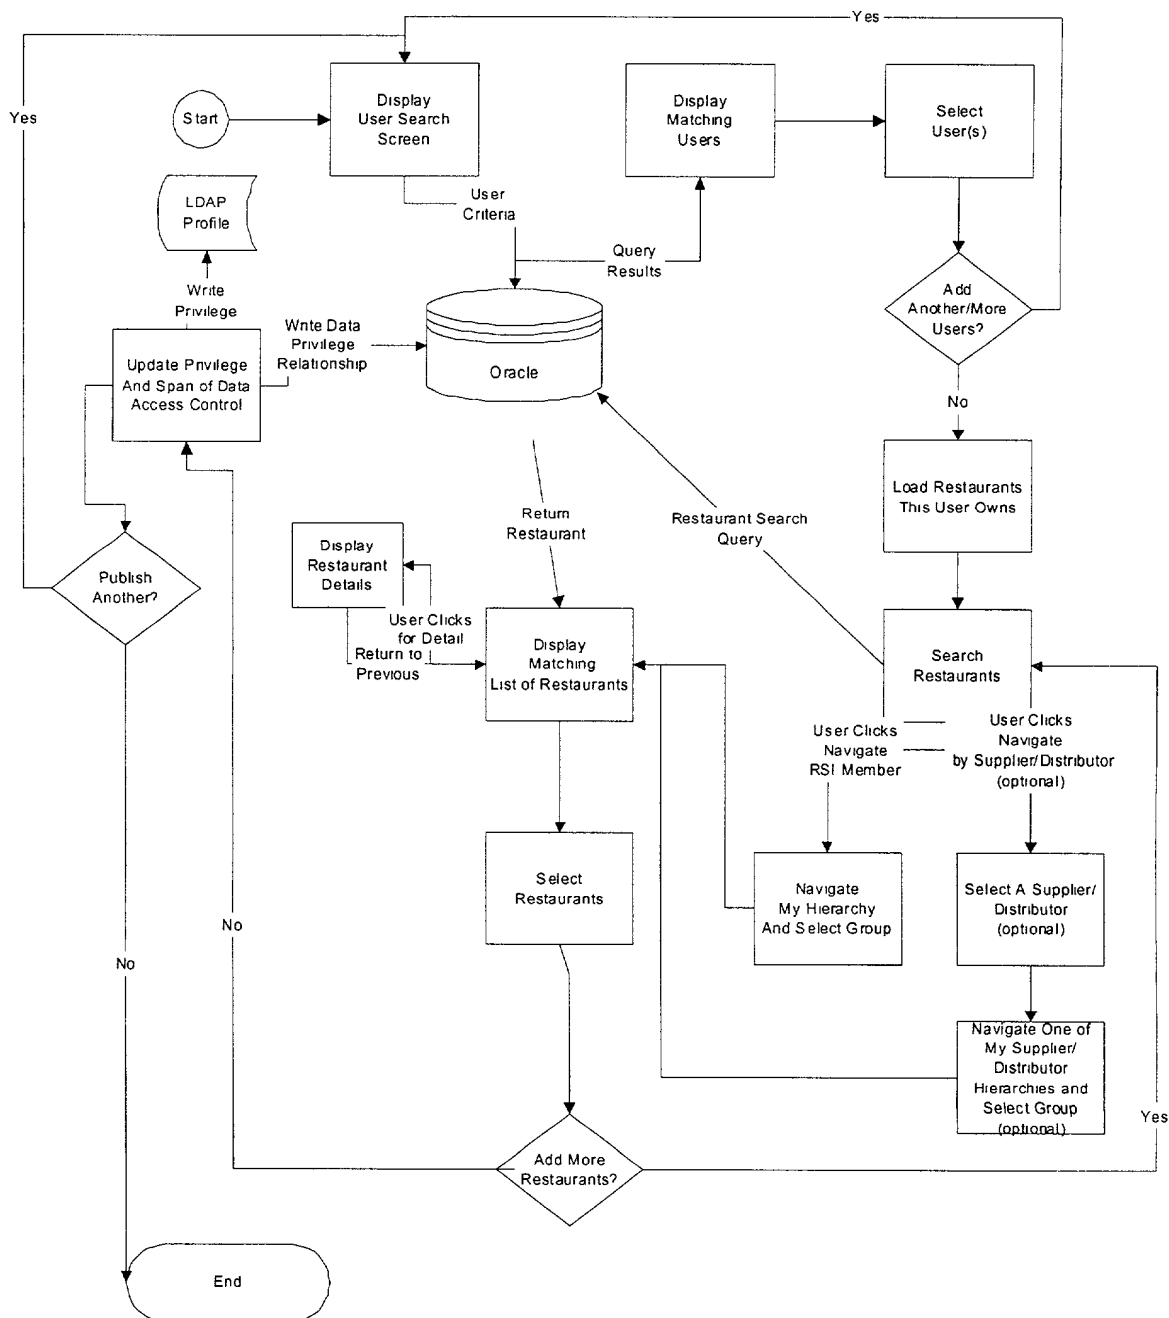 Yes
Yes
Start
Display
User Search
Screen
Display
Matching
Users
Select
User(s)
LDAP
Profile
User
Criteria
Query
Results
Write
Privilege
Add
Another/More
Users?
Write Data
Privilege
Relationship
Update Privilege
And Span of Data
Access Control
Oracle
No
Load Restaurants
This User Owns
Return
Restaurant
Restaurant Search
Query
Display
Restaurant
Details
Publish
Another?
User Clicks
for Detail
Return to
Previous
Display
Matching
List of Restaurants
Search
Restaurants
User Clicks
Navigate
RSI Member
User Clicks
Navigate
by Supplier/Distributor
(optional)
Select
Restaurants
Navigate
My Hierarchy
And Select Group
Select A Supplier/
Distributor
(optional)
No
No
Navigate One of
My Supplier/
Distributor
Hierarchies and
Select Group
(optional)
Yes
Add More
Restaurants?
End